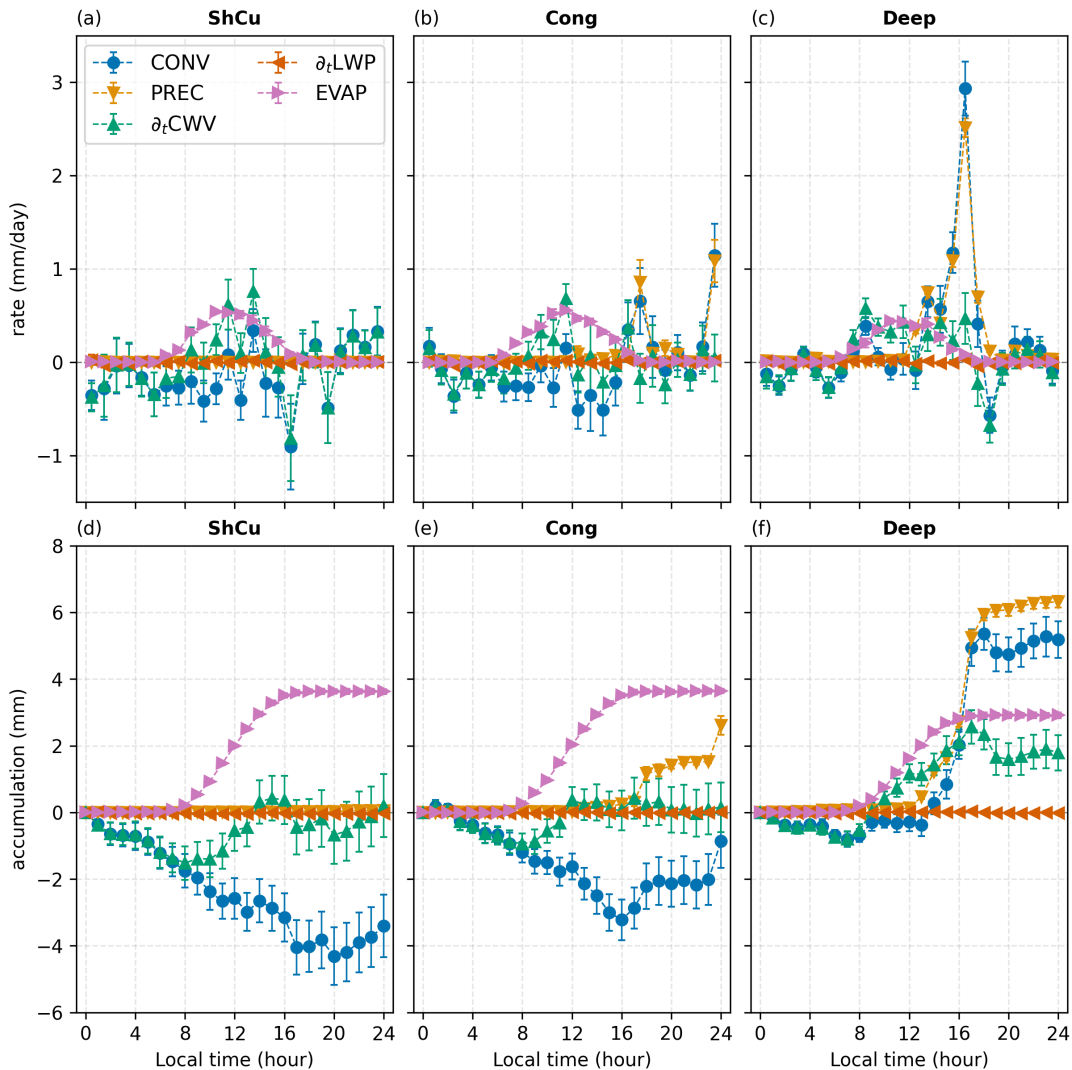 (a) ShCu
(b) Cong
(c) Deep
CONV
PREC
∂ₜCWV
∂ₜLWP
EVAP
rate (mm/day)
3
2
1
0
−1
(d) ShCu
(e) Cong
(f) Deep
accumulation (mm)
8
6
4
2
0
−2
−4
−6
0 4 8 12 16 20 24
0 4 8 12 16 20 24
0 4 8 12 16 20 24
Local time (hour)
Local time (hour)
Local time (hour)